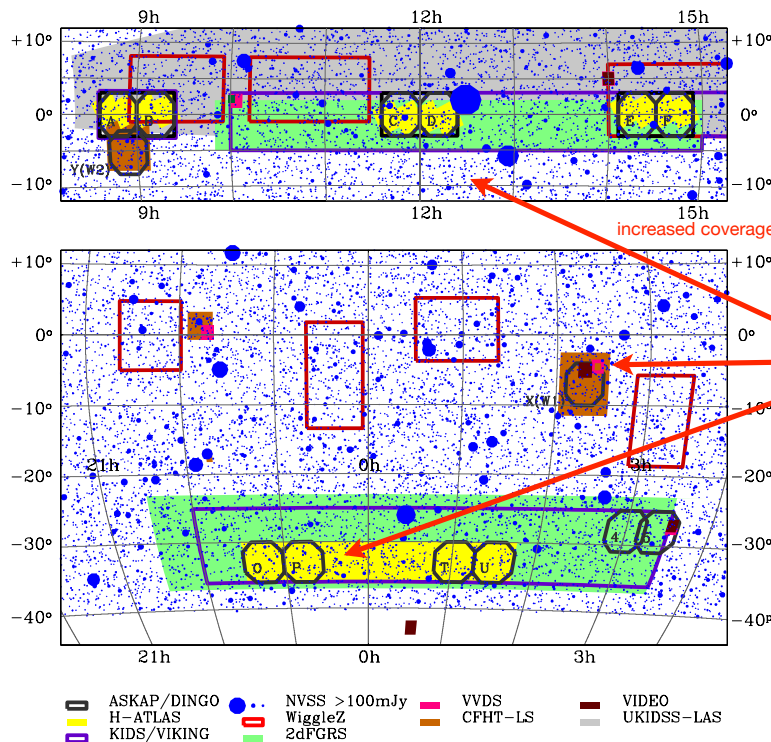 9h 12h 15h
+10° +10°
A B C D E F
0° 0°
Y(W2)
-10° -10°
9h 12h 15h
increased coverage
+10° +10°
0° 0°
X(W1)
-10° -10°
21h 0h 3h
-20° -20°
4 5
-30° -30°
O P T U
-40° -40°
21h 0h 3h
ASKAP/DINGO NVSS >100mJy VVDS VIDEO
H-ATLAS WiggleZ CFHT-LS UKIDSS-LAS
KIDS/VIKING 2dFGRS